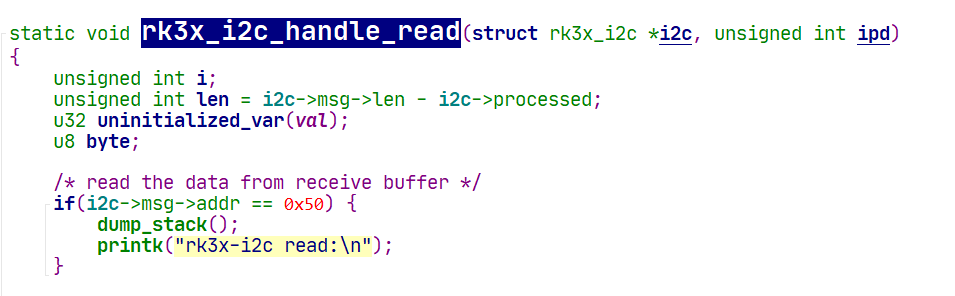 static void rk3x_i2c_handle_read(struct rk3x_i2c *i2c, unsigned int ipd)
{
    unsigned int i;
    unsigned int len = i2c->msg->len - i2c->processed;
    u32 uninitialized_var(val);
    u8 byte;

    /* read the data from receive buffer */
    if(i2c->msg->addr == 0x50) {
        dump_stack();
        printk("rk3x-i2c read:\n");
    }